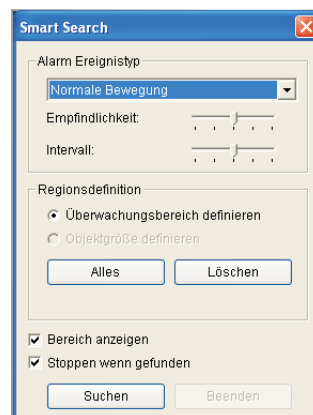 Smart Search
Alarm Ereignistyp
Normale Bewegung
Empfindlichkeit:
Intervall:
Regionsdefinition
Überwachungsbereich definieren
Objektgröße definieren
Alles Löschen
Bereich anzeigen
Stoppen wenn gefunden
Suchen Beenden